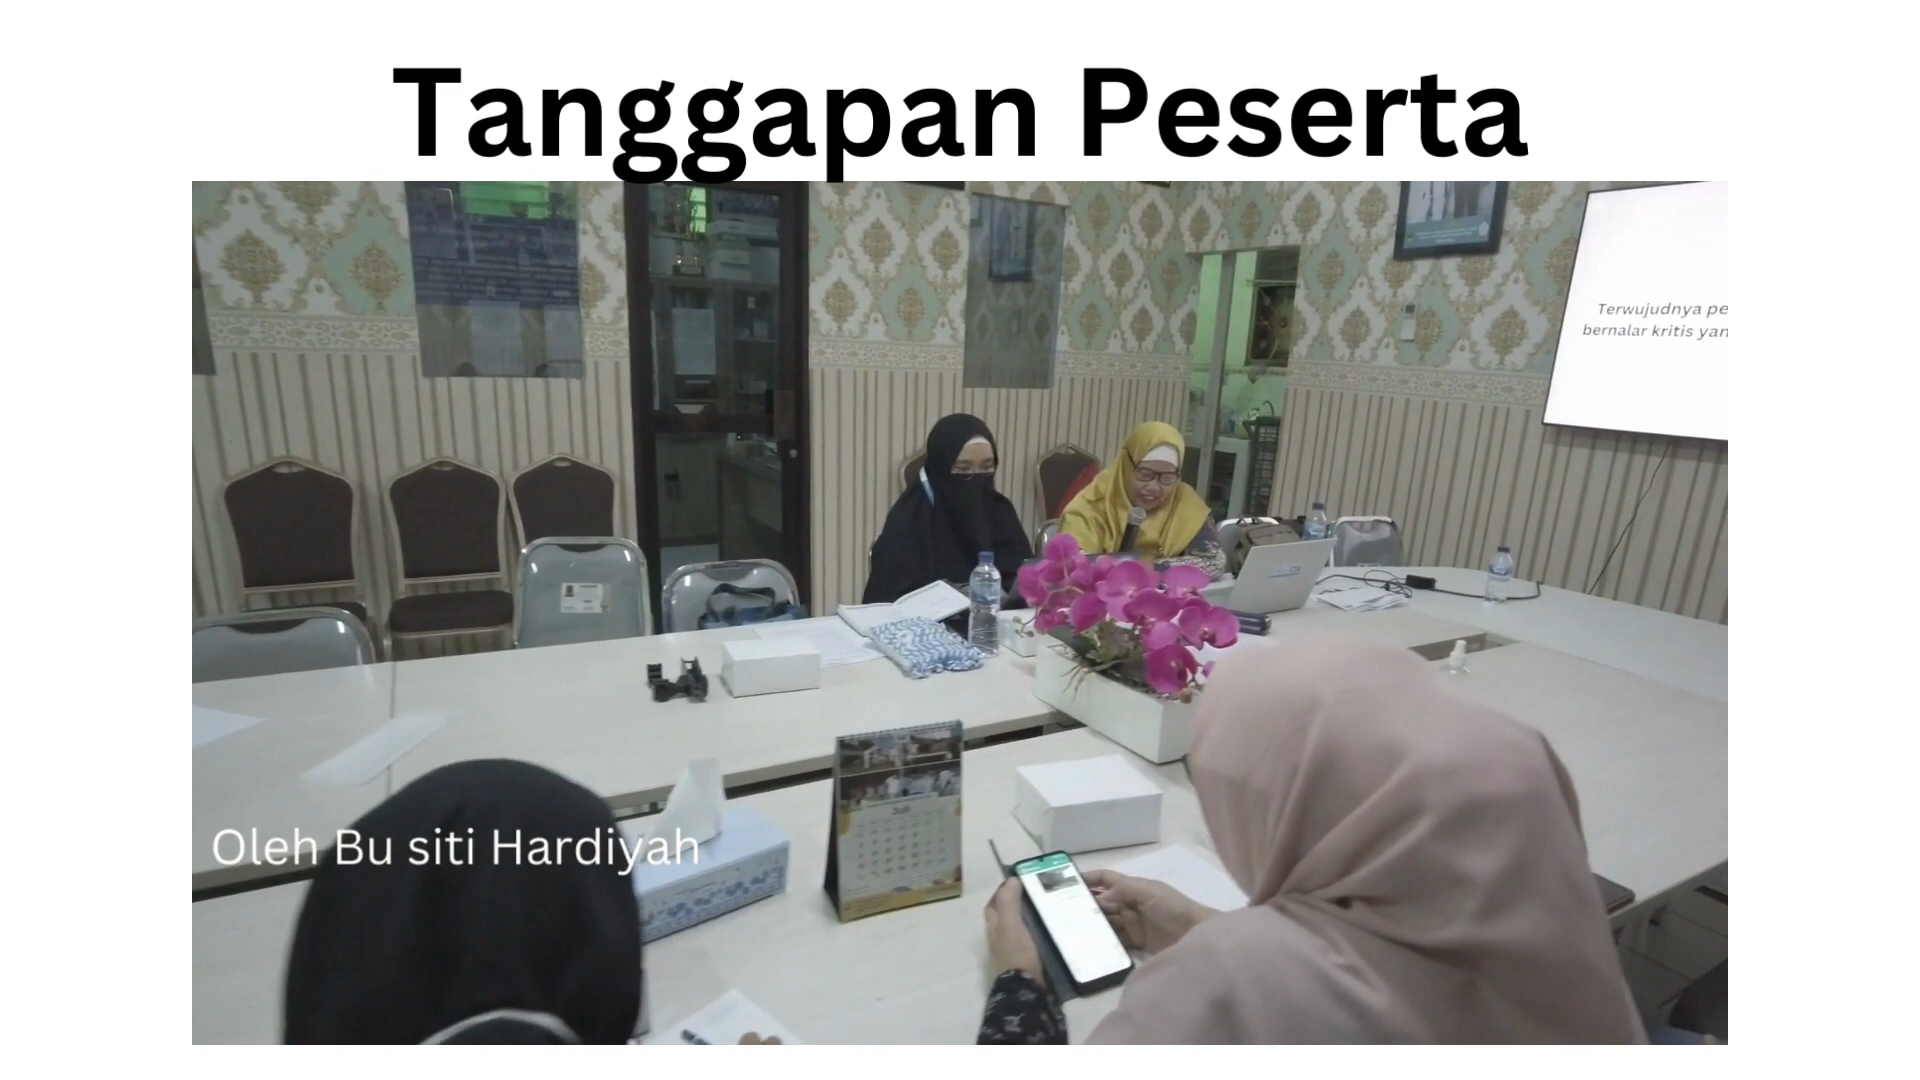 Tanggapan Peserta
Terwujudnya pe
bernalar kritis yan
Oleh Bu siti Hardiyah